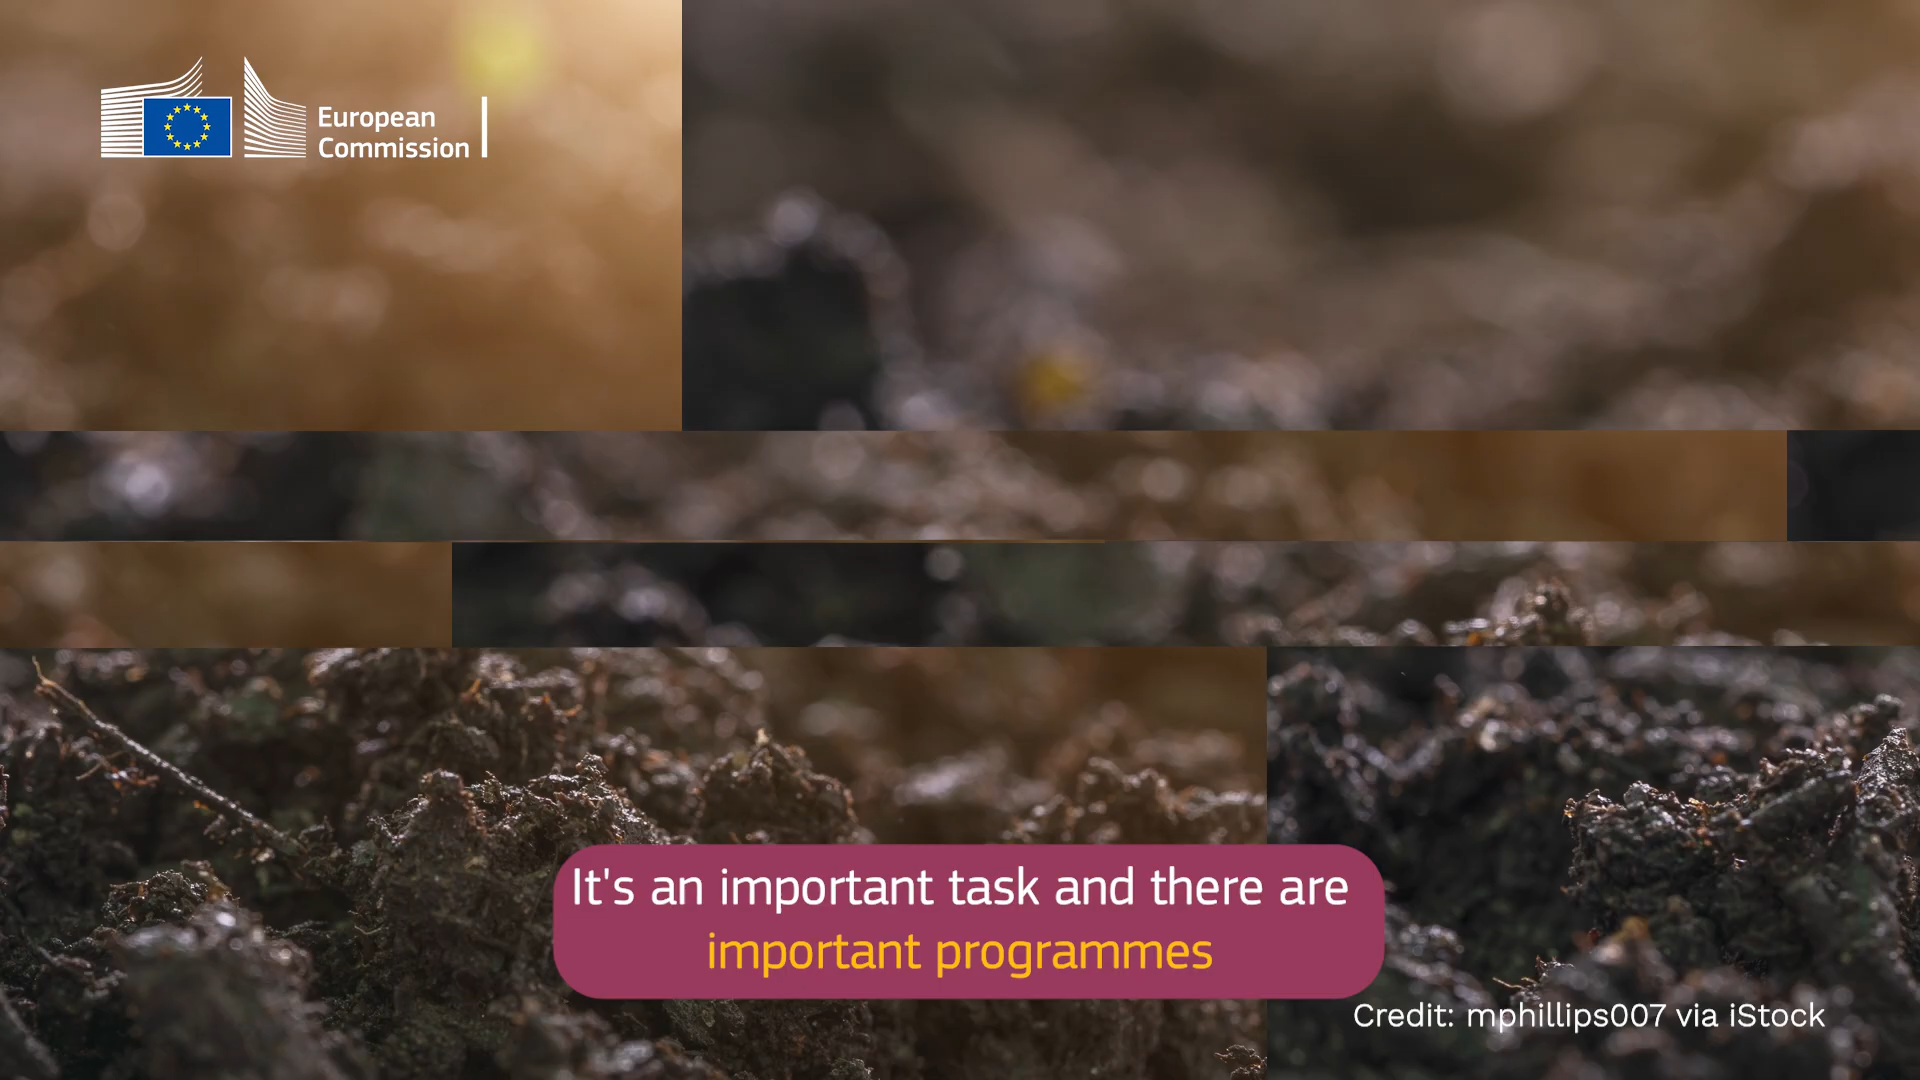 European
Commission
It's an important task and there are
important programmes
Credit: mphillips007 via iStock